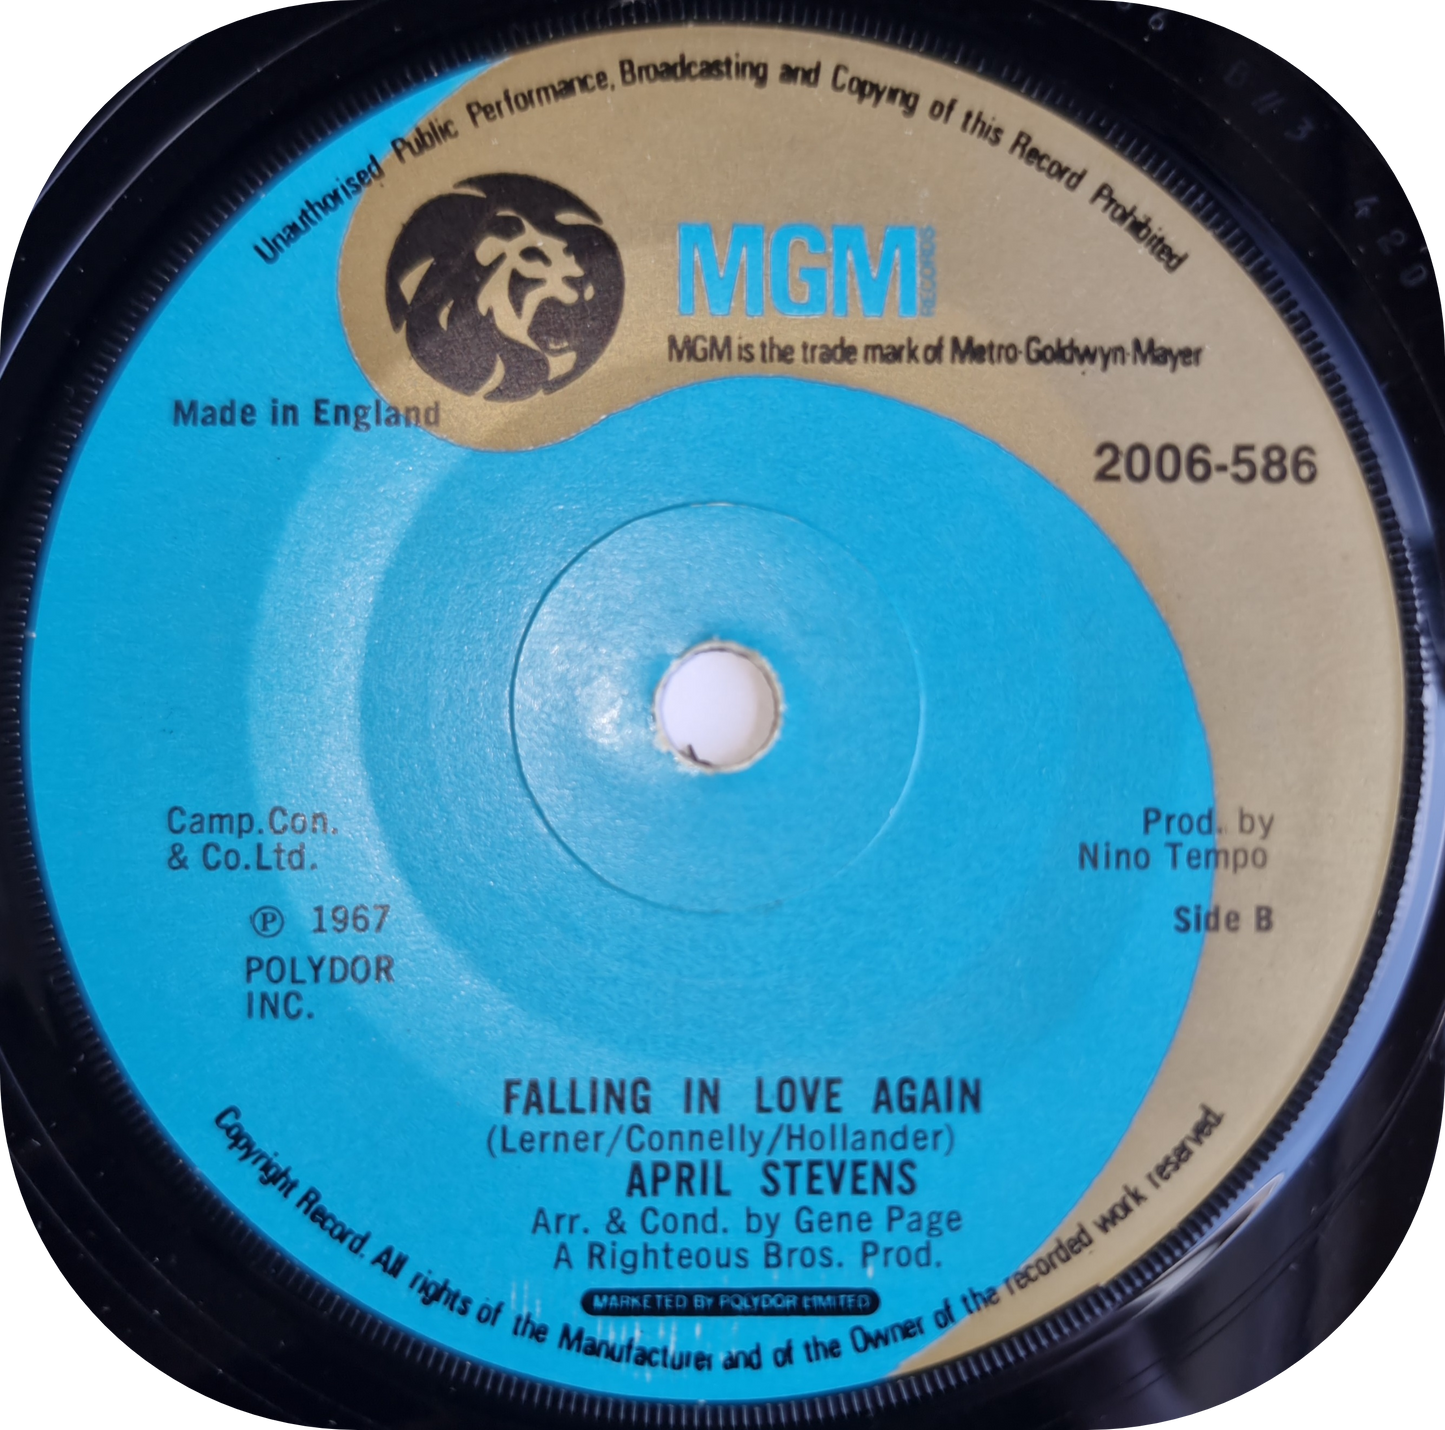 Unauthorised Public Performance, Broadcasting and Copying of this Record Prohibited
MGM RECORDS
MGM is the trade mark of Metro-Goldwyn-Mayer
Made in England
2006-586
Camp.Con.
& Co.Ltd.
Prod. by
Nino Tempo
℗ 1967
Side B
POLYDOR
INC.
FALLING IN LOVE AGAIN
(Lerner/Connelly/Hollander)
APRIL STEVENS
Arr. & Cond. by Gene Page
A Righteous Bros. Prod.
MARKETED BY POLYDOR LIMITED
Copyright Record. All rights of the Manufacturer and of the Owner of the recorded work reserved.